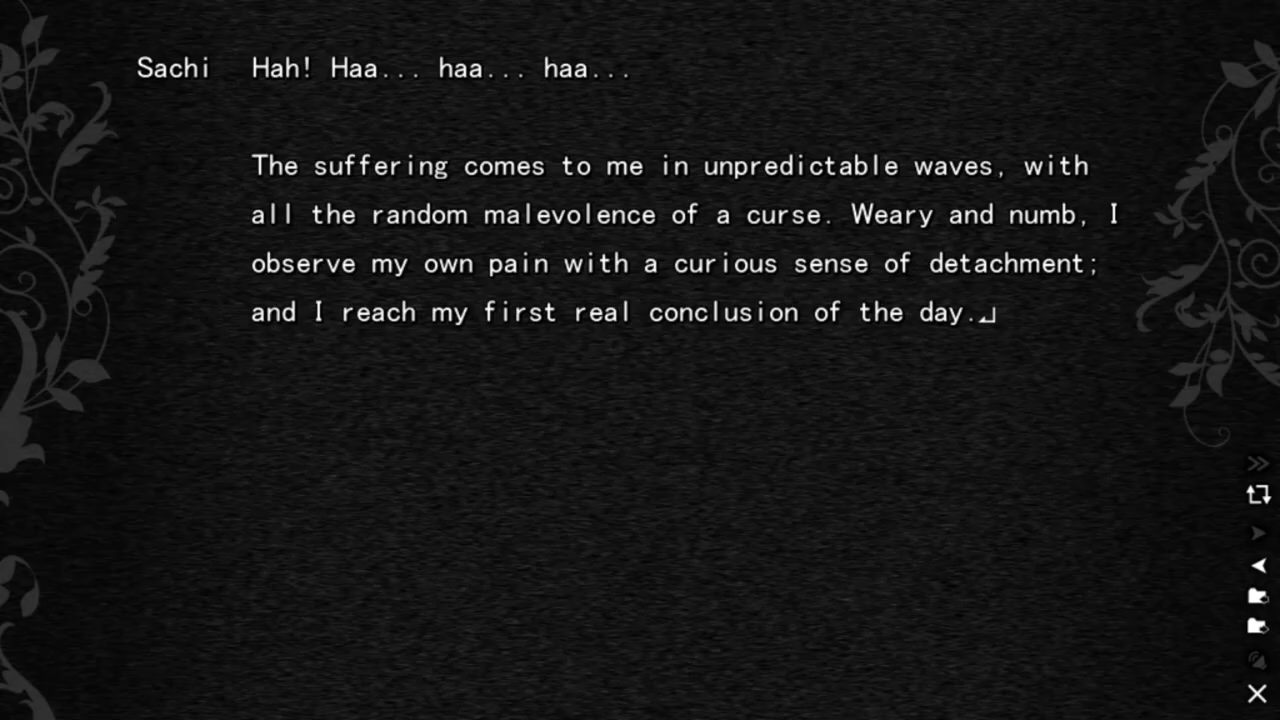 Sachi Hah! Haa... haa... haa...
The suffering comes to me in unpredictable waves, with
all the random malevolence of a curse. Weary and numb, I
observe my own pain with a curious sense of detachment;
and I reach my first real conclusion of the day.